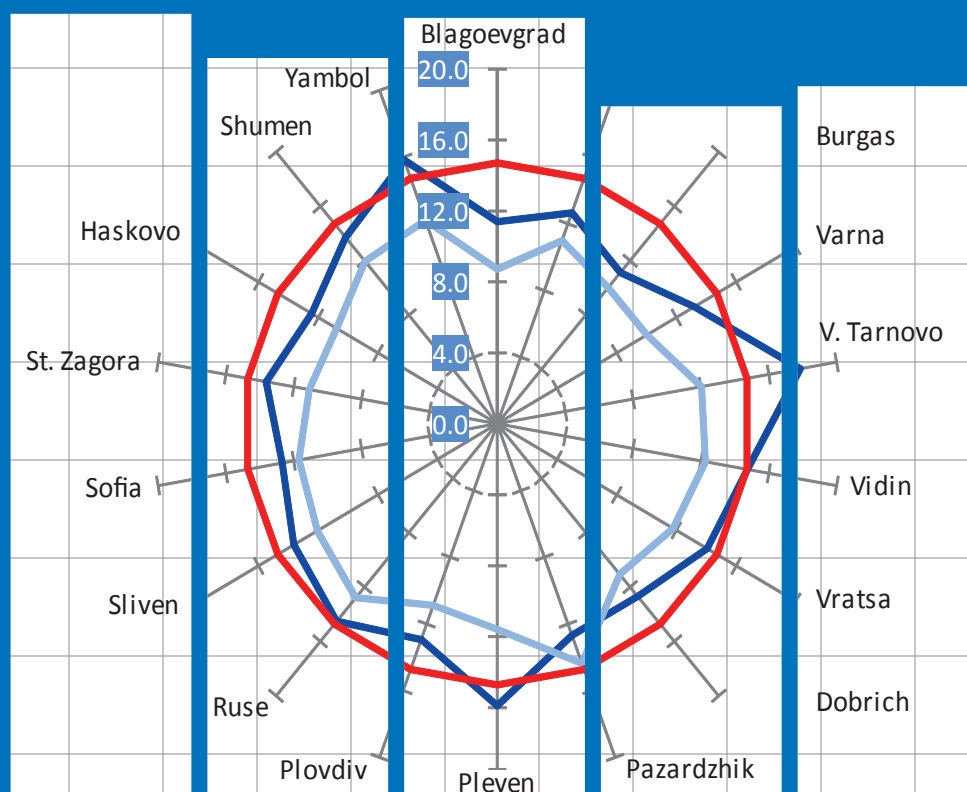 Blagoevgrad
20.0
Yambol
16.0
Shumen
Burgas
12.0
Haskovo
Varna
8.0
V. Tarnovo
4.0
St. Zagora
0.0
Sofia
Vidin
Sliven
Vratsa
Ruse
Dobrich
Plovdiv
Pazardzhik
Pleven